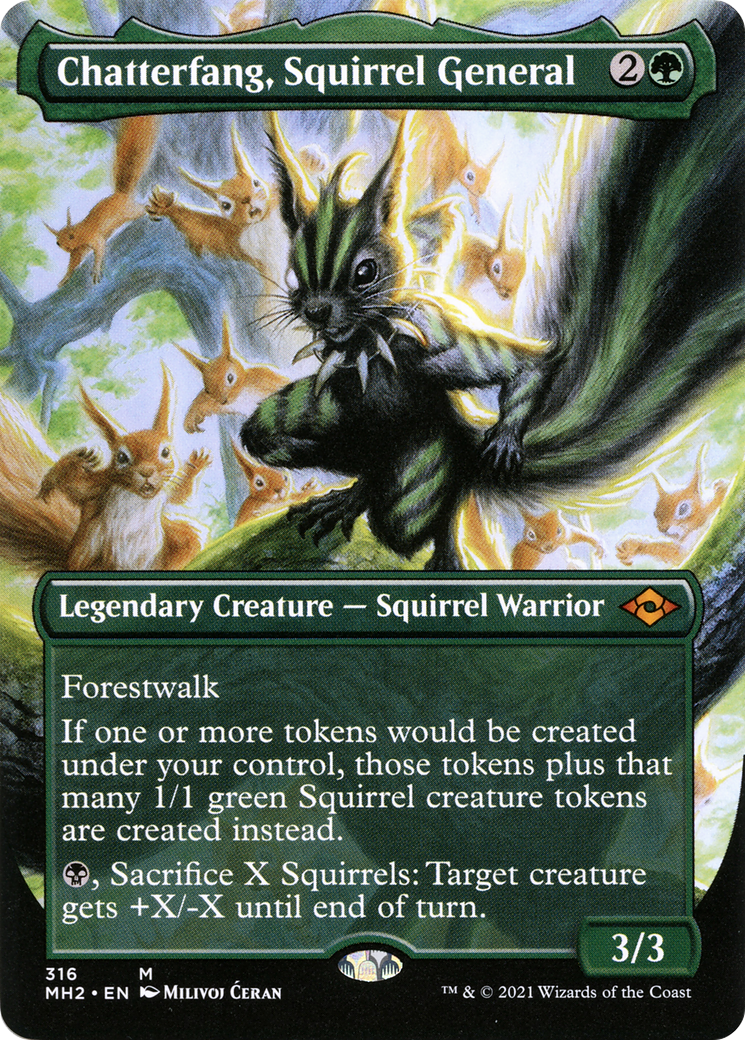 Chatterfang, Squirrel General 2
Legendary Creature — Squirrel Warrior
Forestwalk
If one or more tokens would be created
under your control, those tokens plus that
many 1/1 green Squirrel creature tokens
are created instead.
, Sacrifice X Squirrels: Target creature
gets +X/-X until end of turn.
3/3
316 M
MH2 • EN Milivoj Ćeran
™ & © 2021 Wizards of the Coast